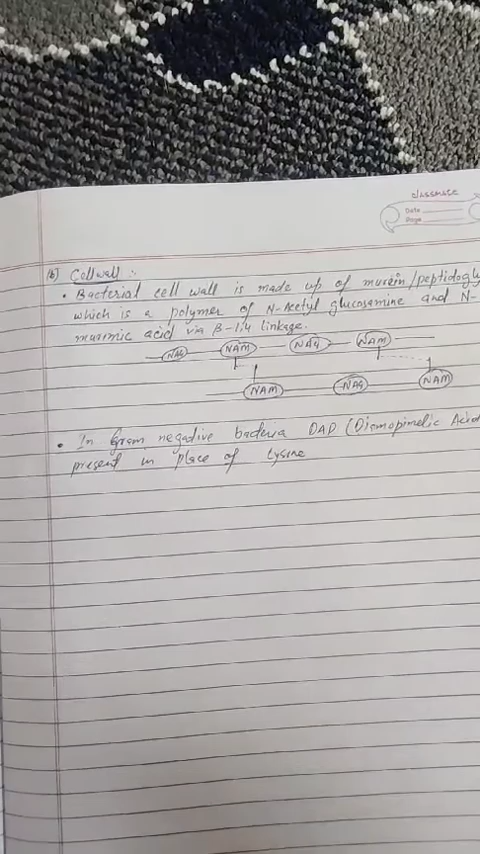 classmate
Date
Page
(b) Cellwall :-
• Bacterial cell wall is made up of murein/peptidogly
which is a polymer of N-Acetyl glucosamine and N-
muramic acid via β-1,4 linkage.
NAG NAM NAG NAM
NAM NAG NAM
• In Gram negative bacteria DAD (Diamopimelic Acid
present in place of Lysine